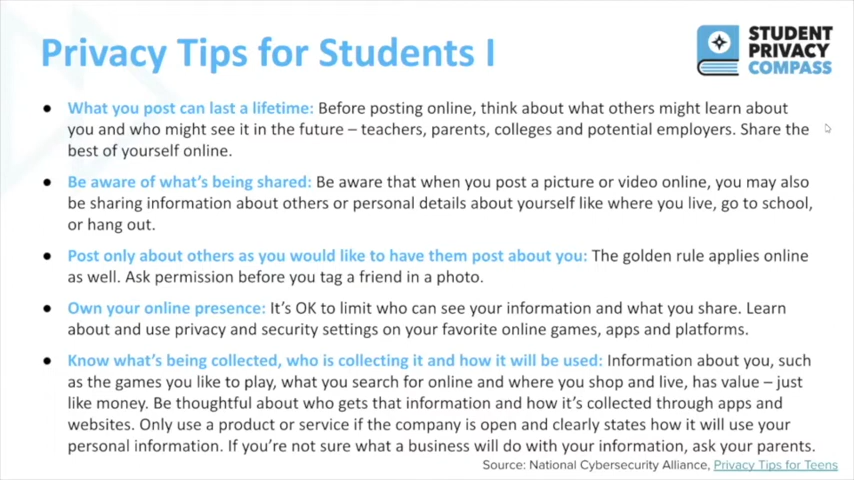 Privacy Tips for Students I
STUDENT
PRIVACY
COMPASS
● What you post can last a lifetime: Before posting online, think about what others might learn about
you and who might see it in the future – teachers, parents, colleges and potential employers. Share the
best of yourself online.
● Be aware of what's being shared: Be aware that when you post a picture or video online, you may also
be sharing information about others or personal details about yourself like where you live, go to school,
or hang out.
● Post only about others as you would like to have them post about you: The golden rule applies online
as well. Ask permission before you tag a friend in a photo.
● Own your online presence: It's OK to limit who can see your information and what you share. Learn
about and use privacy and security settings on your favorite online games, apps and platforms.
● Know what's being collected, who is collecting it and how it will be used: Information about you, such
as the games you like to play, what you search for online and where you shop and live, has value – just
like money. Be thoughtful about who gets that information and how it's collected through apps and
websites. Only use a product or service if the company is open and clearly states how it will use your
personal information. If you're not sure what a business will do with your information, ask your parents.
Source: National Cybersecurity Alliance, Privacy Tips for Teens